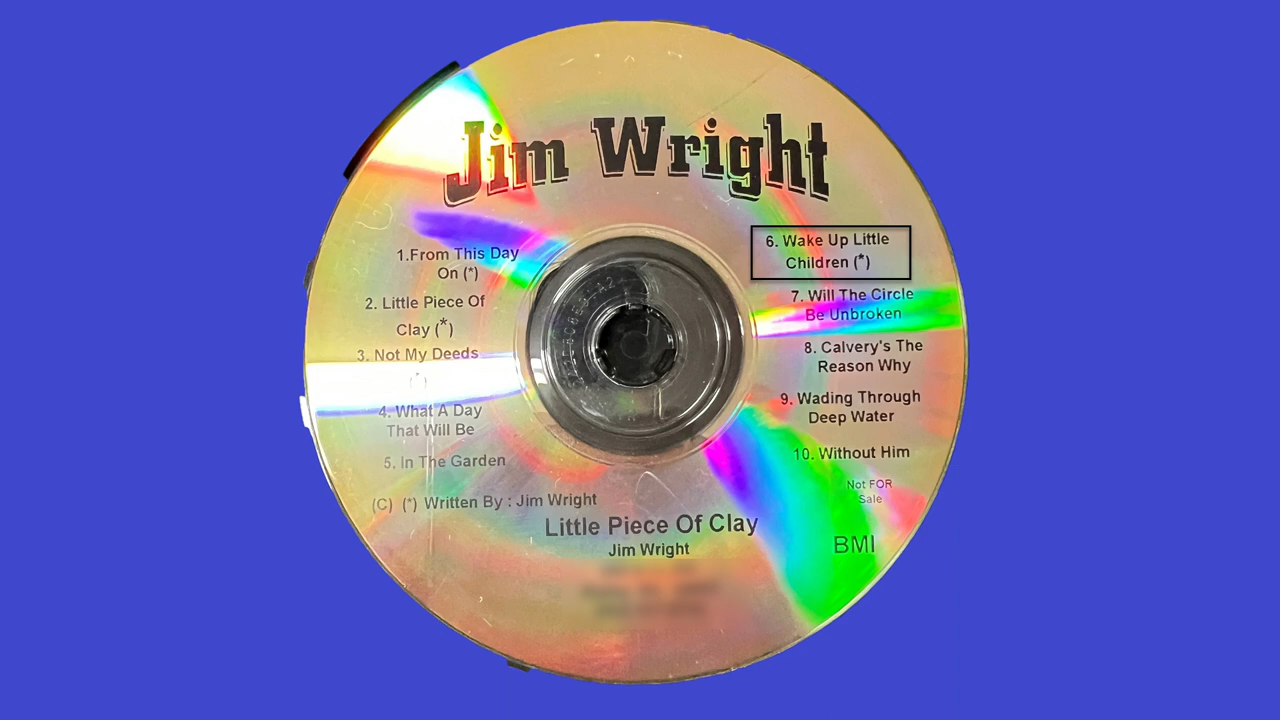 Jim Wright
1.From This Day
On (*)
2. Little Piece Of
Clay (*)
3. Not My Deeds
(*)
4. What A Day
That Will Be
5. In The Garden
6. Wake Up Little
Children (*)
7. Will The Circle
Be Unbroken
8. Calvery's The
Reason Why
9. Wading Through
Deep Water
10. Without Him
Not FOR
Sale
(C) (*) Written By : Jim Wright
Little Piece Of Clay
Jim Wright
BMI